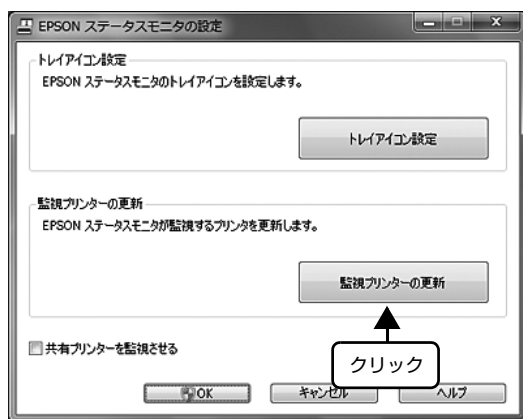 EPSON ステータスモニタの設定
トレイアイコン設定
EPSON ステータスモニタのトレイアイコンを設定します。
トレイアイコン設定
監視プリンターの更新
EPSON ステータスモニタが監視するプリンタを更新します。
監視プリンターの更新
共有プリンターを監視させる
クリック
OK キャンセル ヘルプ